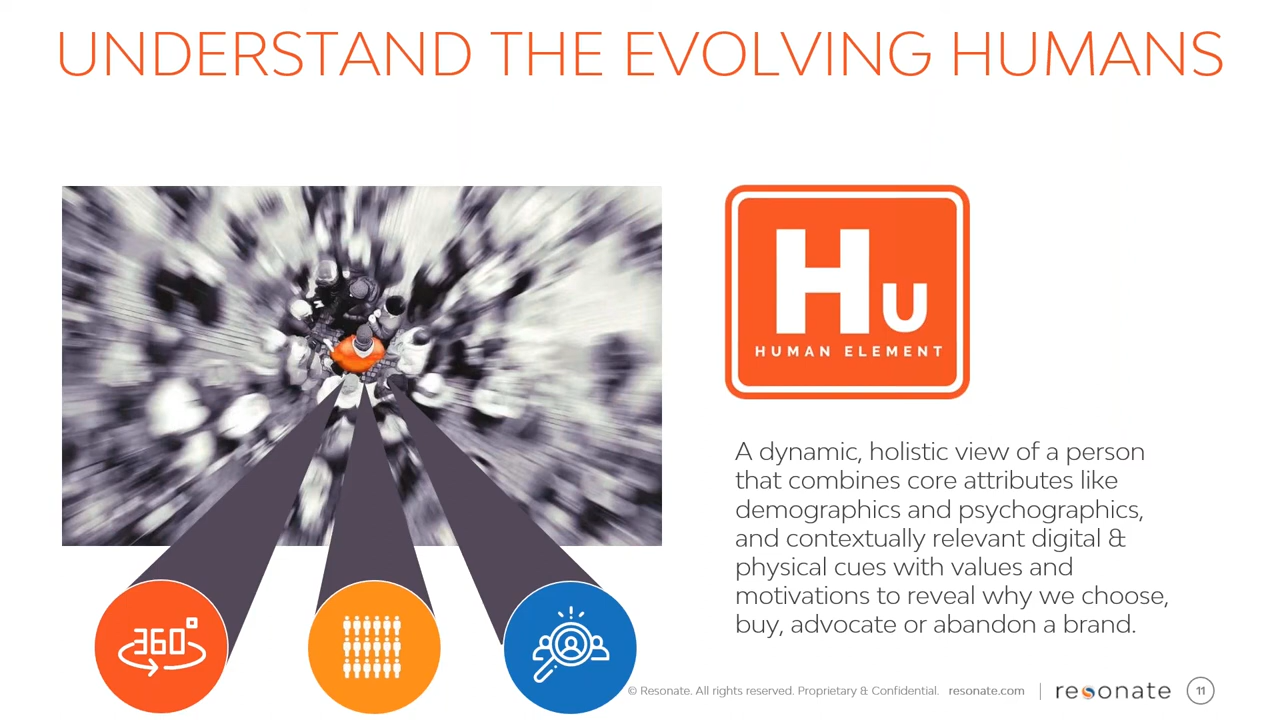 UNDERSTAND THE EVOLVING HUMANS
Hu
HUMAN ELEMENT
A dynamic, holistic view of a person
that combines core attributes like
demographics and psychographics,
and contextually relevant digital &
physical cues with values and
motivations to reveal why we choose,
buy, advocate or abandon a brand.
360°
© Resonate. All rights reserved. Proprietary & Confidential. resonate.com | resonate 11